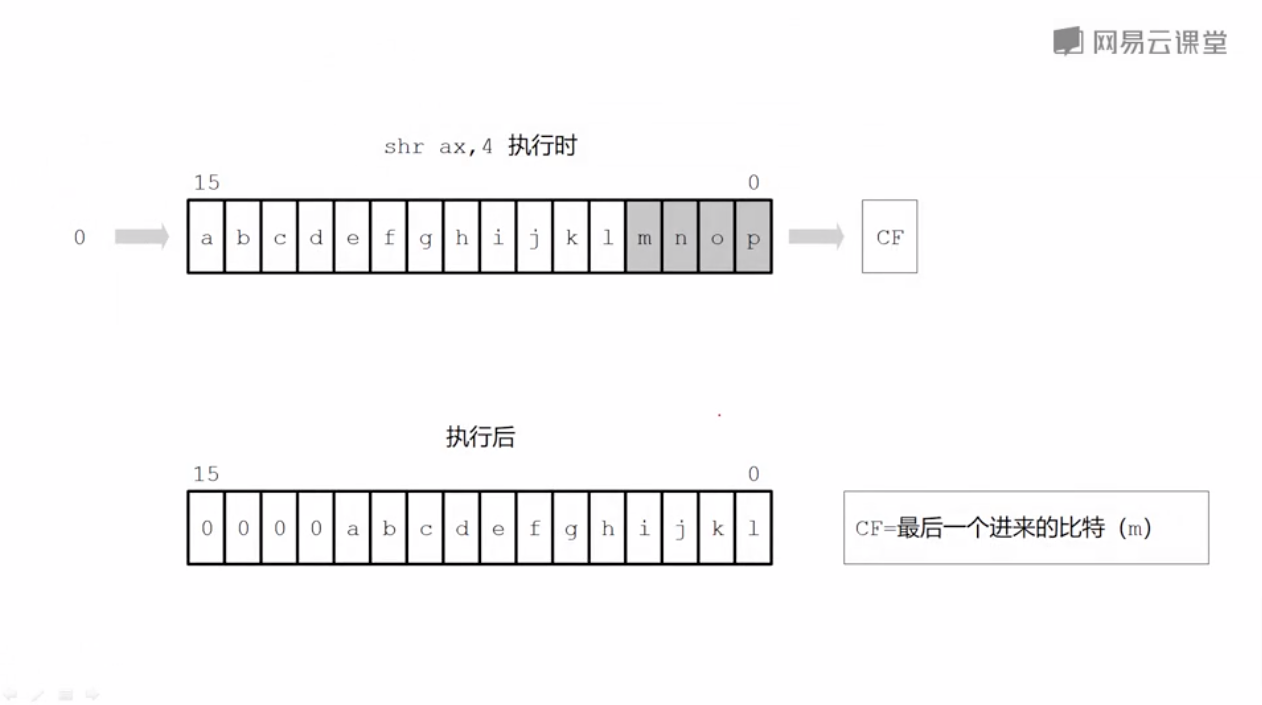 网易云课堂
shr ax,4 执行时
15 0
0 a b c d e f g h i j k l m n o p CF
执行后
15 0
0 0 0 0 a b c d e f g h i j k l CF=最后一个进来的比特（m）